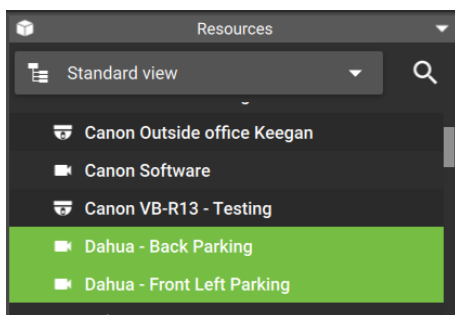 Resources
Standard view
Canon Outside office Keegan
Canon Software
Canon VB-R13 - Testing
Dahua - Back Parking
Dahua - Front Left Parking